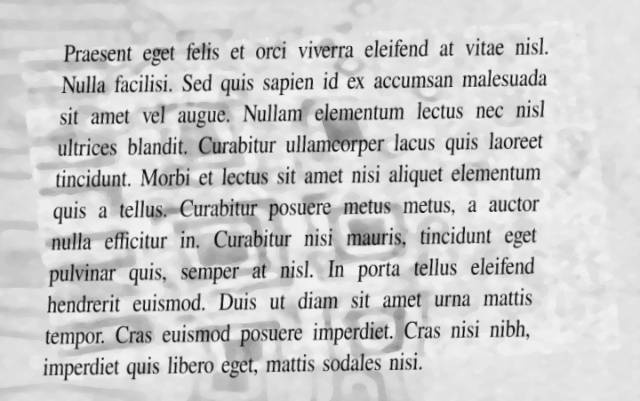 Praesent eget felis et orci viverra eleifend at vitae nisl.
Nulla facilisi. Sed quis sapien id ex accumsan malesuada
sit amet vel augue. Nullam elementum lectus nec nisl
ultrices blandit. Curabitur ullamcorper lacus quis laoreet
tincidunt. Morbi et lectus sit amet nisi aliquet elementum
quis a tellus. Curabitur posuere metus metus, a auctor
nulla efficitur in. Curabitur nisi mauris, tincidunt eget
pulvinar quis, semper at nisl. In porta tellus eleifend
hendrerit euismod. Duis ut diam sit amet urna mattis
tempor. Cras euismod posuere imperdiet. Cras nisi nibh,
imperdiet quis libero eget, mattis sodales nisi.